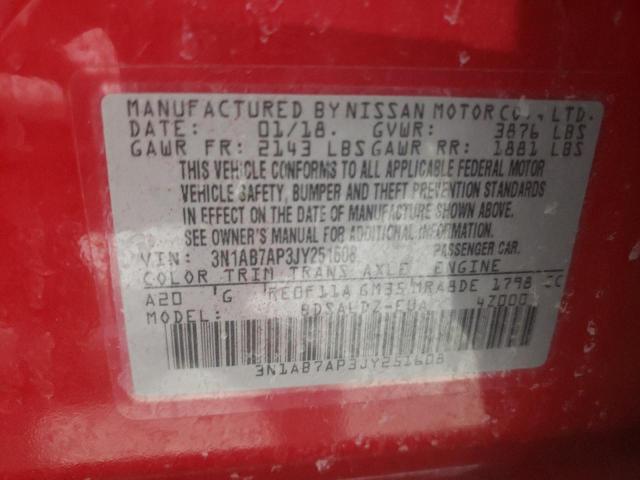 MANUFACTURED BY NISSAN MOTOR CO., LTD.
DATE: 01/18. GVWR: 3876 LBS
GAWR FR: 2143 LBS GAWR RR: 1881 LBS
THIS VEHICLE CONFORMS TO ALL APPLICABLE FEDERAL MOTOR
VEHICLE SAFETY, BUMPER AND THEFT PREVENTION STANDARDS
IN EFFECT ON THE DATE OF MANUFACTURE SHOWN ABOVE.
SEE OWNER'S MANUAL FOR ADDITIONAL INFORMATION.
VIN: 3N1AB7AP3JY251608 PASSENGER CAR.
COLOR TRIM TRANS AXLE ENGINE
A20 G RE0F11A GM35 MRA8DE 1798 CC
4Z000
3N1AB7AP3JY251608